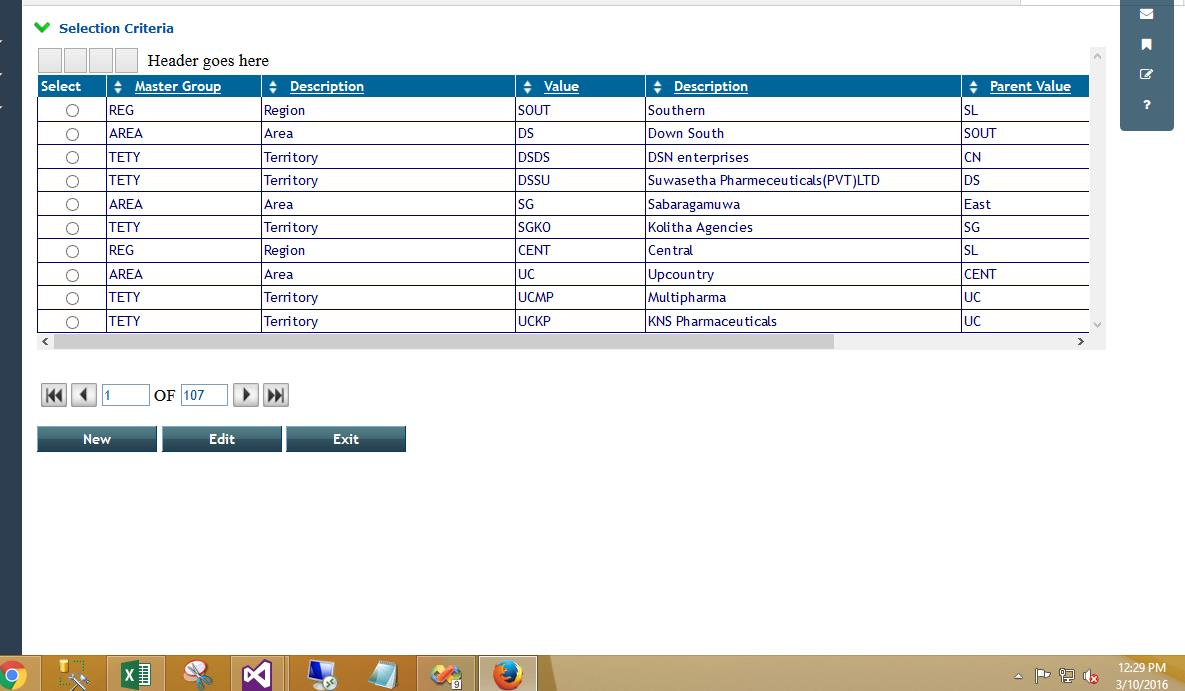 Selection Criteria
Header goes here
Select Master Group Description Value Description Parent Value
REG Region SOUT Southern SL
AREA Area DS Down South SOUT
TETY Territory DSDS DSN enterprises CN
TETY Territory DSSU Suwasetha Pharmeceuticals(PVT)LTD DS
AREA Area SG Sabaragamuwa East
TETY Territory SGKO Kolitha Agencies SG
REG Region CENT Central SL
AREA Area UC Upcountry CENT
TETY Territory UCMP Multipharma UC
TETY Territory UCKP KNS Pharmaceuticals UC
1 OF 107
New Edit Exit
?
9
12:29 PM
3/10/2016